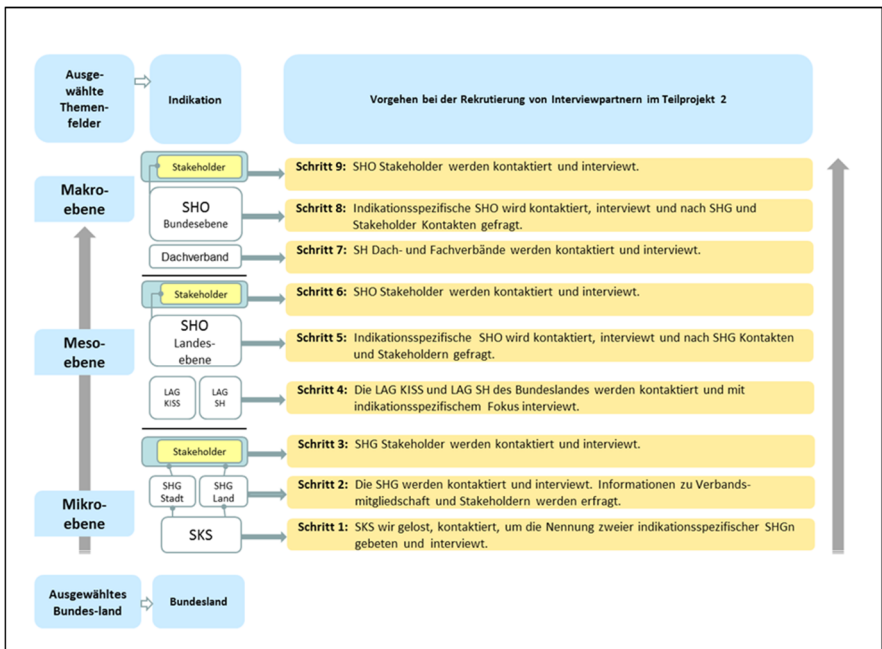 Ausge-
wählte
Themen-
felder
Indikation
Vorgehen bei der Rekrutierung von Interviewpartnern im Teilprojekt 2
Makro-
ebene
Stakeholder
Schritt 9: SHO Stakeholder werden kontaktiert und interviewt.
SHO
Bundesebene
Schritt 8: Indikationsspezifische SHO wird kontaktiert, interviewt und nach SHG und
Stakeholder Kontakten gefragt.
Dachverband
Schritt 7: SH Dach- und Fachverbände werden kontaktiert und interviewt.
Meso-
ebene
Stakeholder
Schritt 6: SHO Stakeholder werden kontaktiert und interviewt.
SHO
Landes-
ebene
Schritt 5: Indikationsspezifische SHO wird kontaktiert, interviewt und nach SHG Kontakten
und Stakeholdern gefragt.
LAG
KISS
LAG
SH
Schritt 4: Die LAG KISS und LAG SH des Bundeslandes werden kontaktiert und mit
indikationsspezifischem Fokus interviewt.
Mikro-
ebene
Stakeholder
Schritt 3: SHG Stakeholder werden kontaktiert und interviewt.
SHG
Stadt
SHG
Land
Schritt 2: Die SHG werden kontaktiert und interviewt. Informationen zu Verbands-
mitgliedschaft und Stakeholdern werden erfragt.
SKS
Schritt 1: SKS wir gelost, kontaktiert, um die Nennung zweier indikationsspezifischer SHGn
gebeten und interviewt.
Ausgewähltes
Bundes-land
Bundesland